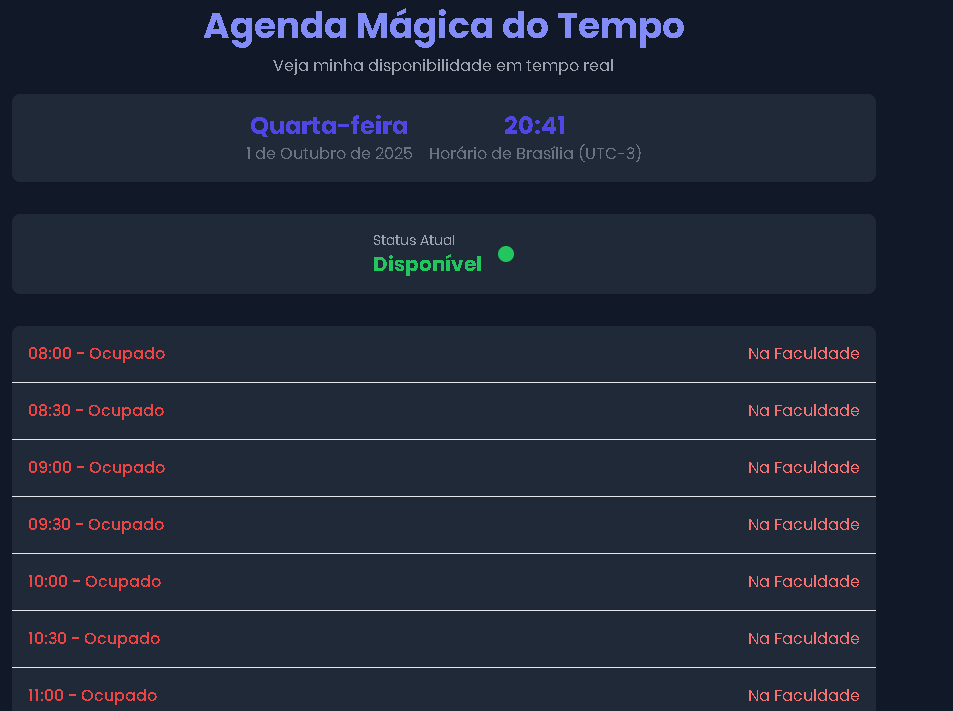 Agenda Mágica do Tempo
Veja minha disponibilidade em tempo real
Quarta-feira
1 de Outubro de 2025
20:41
Horário de Brasília (UTC-3)
Status Atual
Disponível
08:00 - Ocupado Na Faculdade
08:30 - Ocupado Na Faculdade
09:00 - Ocupado Na Faculdade
09:30 - Ocupado Na Faculdade
10:00 - Ocupado Na Faculdade
10:30 - Ocupado Na Faculdade
11:00 - Ocupado Na Faculdade